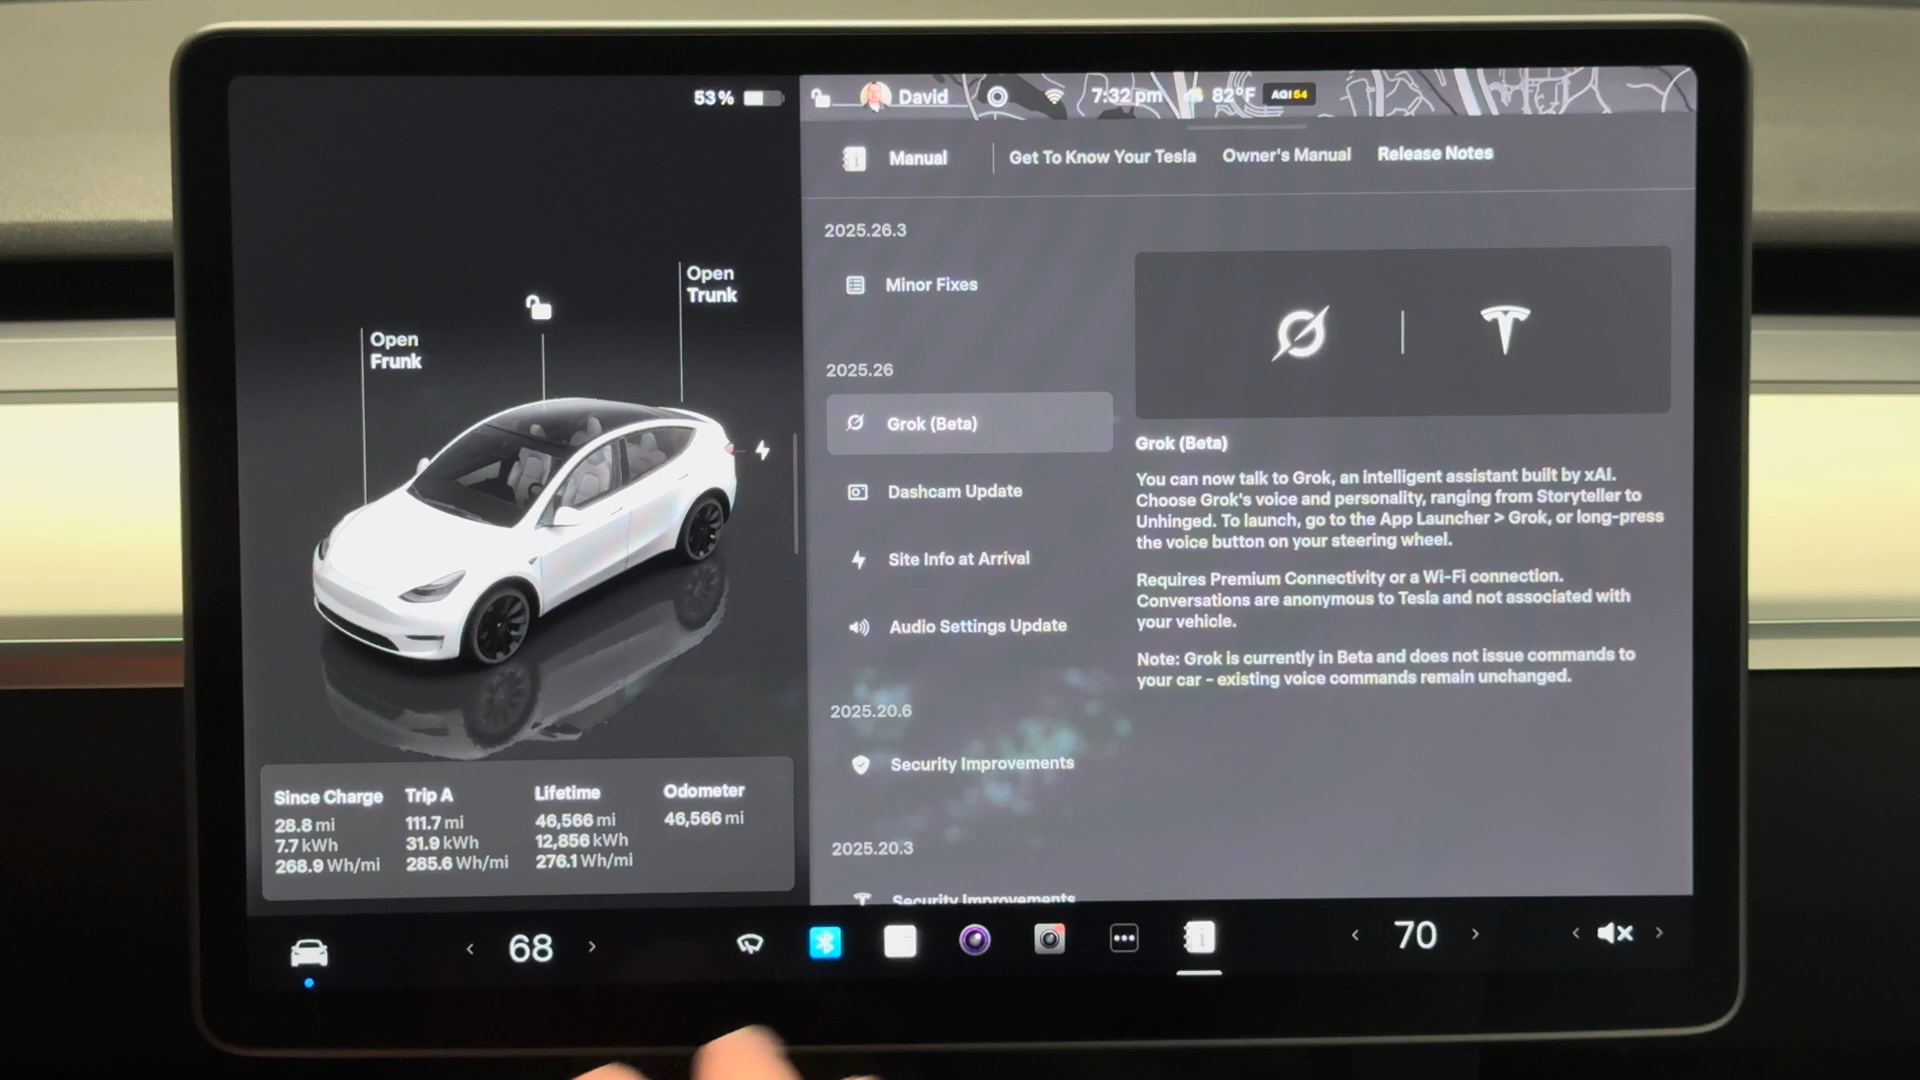 53 %
David
7:32 pm
82°F
AQI 54
Open
Trunk
Open
Frunk
Since Charge
28.8 mi
7.7 kWh
268.9 Wh/mi
Trip A
111.7 mi
31.9 kWh
285.6 Wh/mi
Lifetime
46,566 mi
12,856 kWh
276.1 Wh/mi
Odometer
46,566 mi
Manual
Get To Know Your Tesla
Owner's Manual
Release Notes
2025.26.3
Minor Fixes
2025.26
Grok (Beta)
Dashcam Update
Site Info at Arrival
Audio Settings Update
2025.20.6
Security Improvements
2025.20.3
Security Improvements
Grok (Beta)
You can now talk to Grok, an intelligent assistant built by xAI.
Choose Grok's voice and personality, ranging from Storyteller to
Unhinged. To launch, go to the App Launcher > Grok, or long-press
the voice button on your steering wheel.
Requires Premium Connectivity or a Wi-Fi connection.
Conversations are anonymous to Tesla and not associated with
your vehicle.
Note: Grok is currently in Beta and does not issue commands to
your car - existing voice commands remain unchanged.
68
70